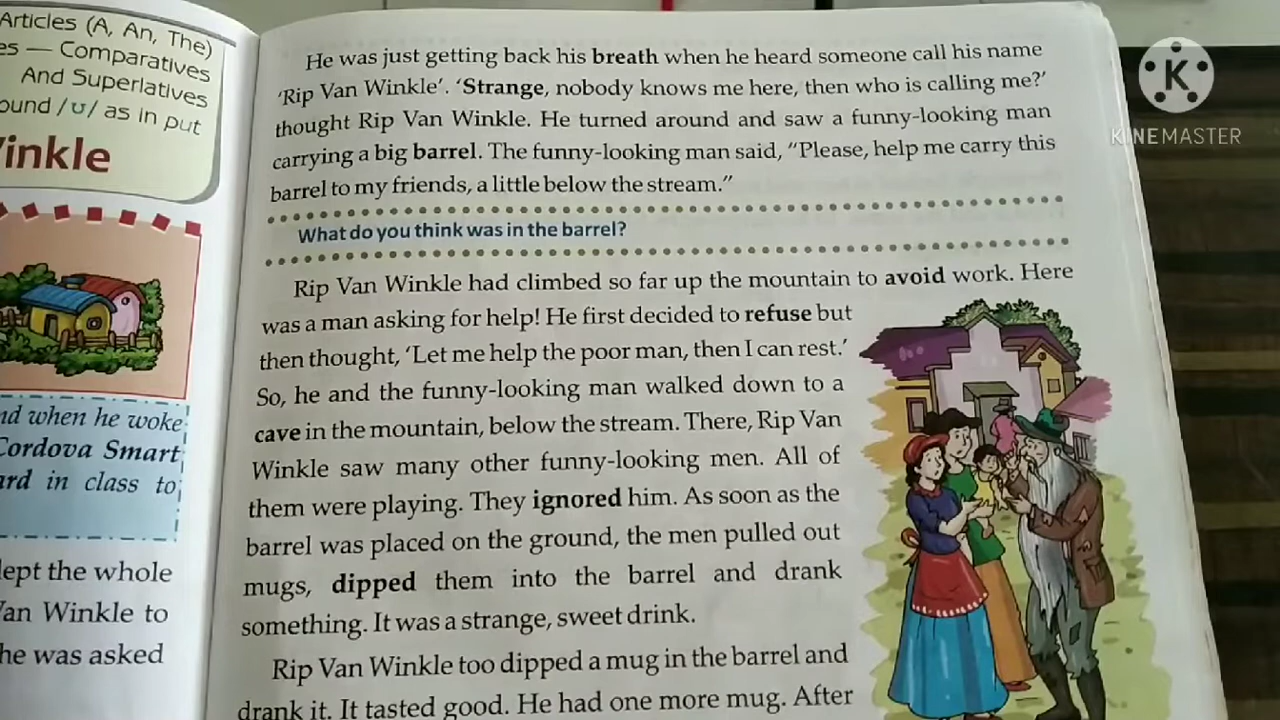 Articles (A, An, The)
es — Comparatives
And Superlatives
ound /ʊ/ as in put
inkle
nd when he woke
Cordova Smart
ard in class to
lept the whole
Van Winkle to
he was asked
He was just getting back his breath when he heard someone call his name
'Rip Van Winkle'. 'Strange, nobody knows me here, then who is calling me?'
thought Rip Van Winkle. He turned around and saw a funny-looking man
carrying a big barrel. The funny-looking man said, "Please, help me carry this
barrel to my friends, a little below the stream."
What do you think was in the barrel?
Rip Van Winkle had climbed so far up the mountain to avoid work. Here
was a man asking for help! He first decided to refuse but
then thought, 'Let me help the poor man, then I can rest.'
So, he and the funny-looking man walked down to a
cave in the mountain, below the stream. There, Rip Van
Winkle saw many other funny-looking men. All of
them were playing. They ignored him. As soon as the
barrel was placed on the ground, the men pulled out
mugs, dipped them into the barrel and drank
something. It was a strange, sweet drink.
Rip Van Winkle too dipped a mug in the barrel and
drank it. It tasted good. He had one more mug. After
K
KINEMASTER